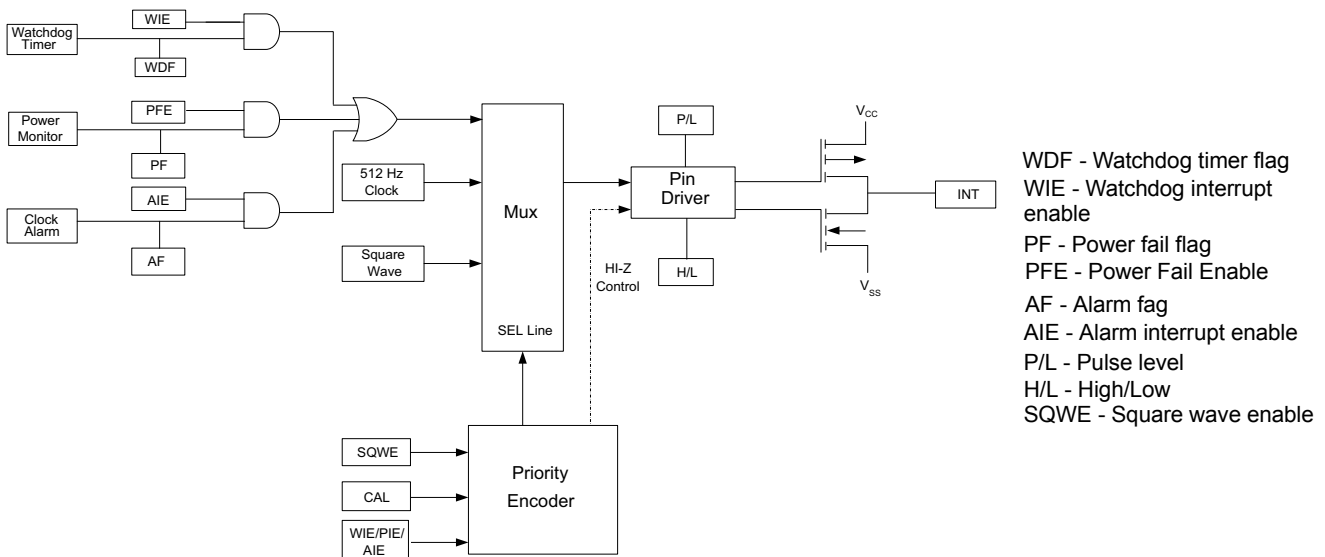 WIE
Watchdog
Timer
WDF
PFE
Power
Monitor
PF
AIE
Clock
Alarm
AF
512 Hz
Clock
Square
Wave
Mux
SEL Line
P/L
Pin
Driver
H/L
HI-Z
Control
VCC
INT
VSS
SQWE
CAL
WIE/PIE/
AIE
Priority
Encoder
WDF - Watchdog timer flag
WIE - Watchdog interrupt
enable
PF - Power fail flag
PFE - Power Fail Enable
AF - Alarm fag
AIE - Alarm interrupt enable
P/L - Pulse level
H/L - High/Low
SQWE - Square wave enable